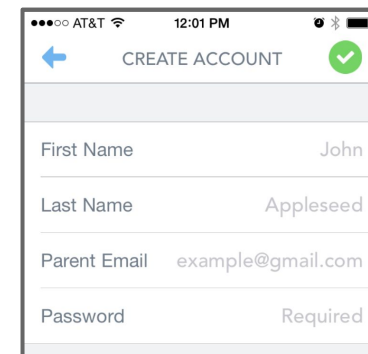 AT&T 12:01 PM
CREATE ACCOUNT
First Name John
Last Name Appleseed
Parent Email example@gmail.com
Password Required